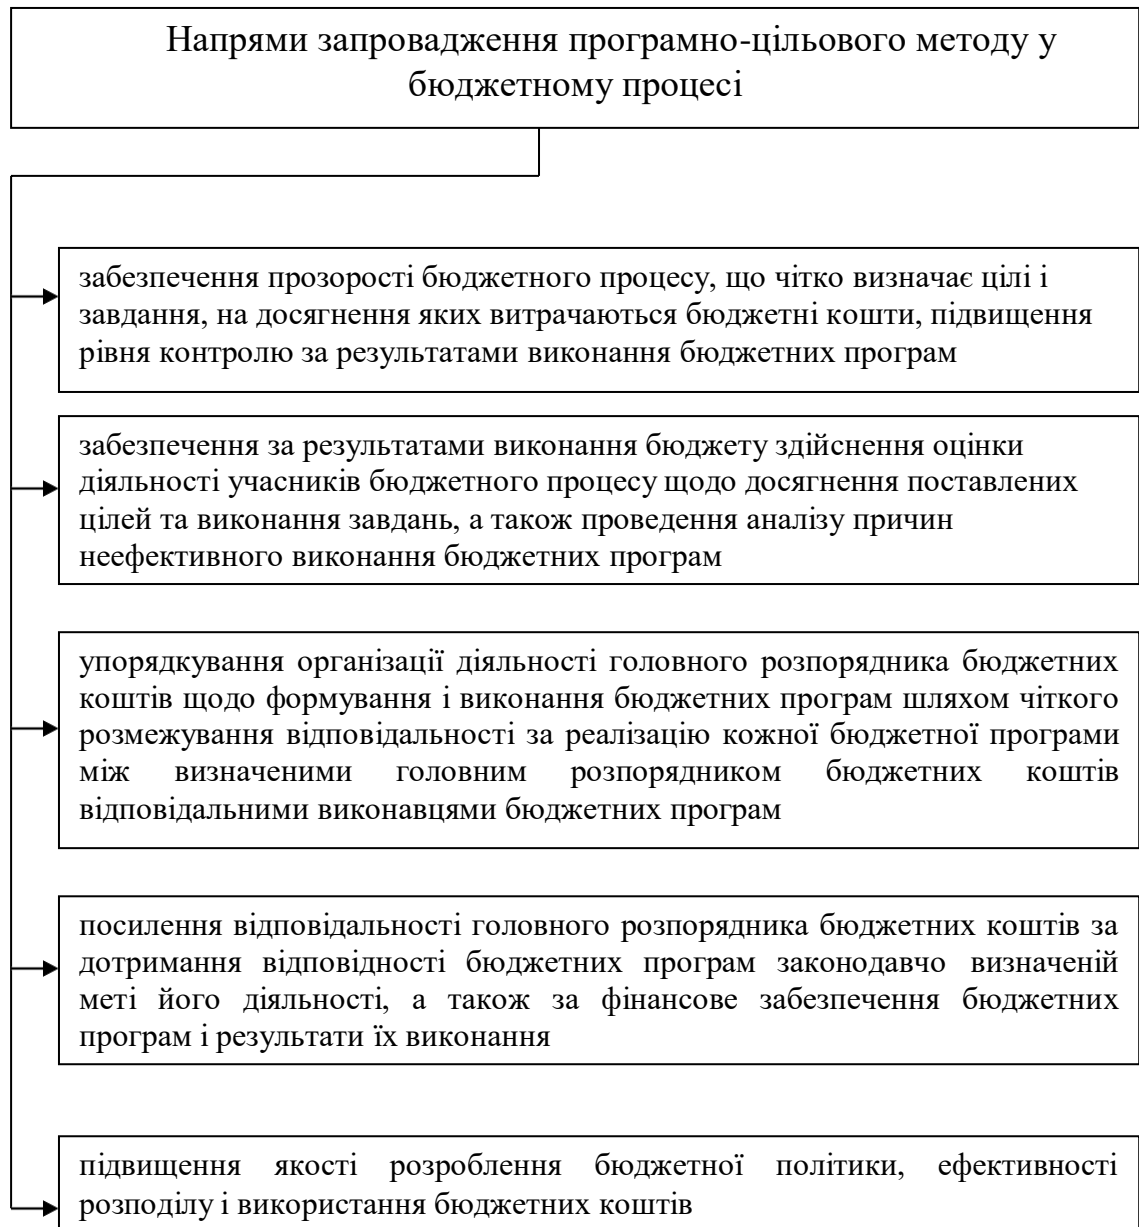 Напрями запровадження програмно-цільового методу у
бюджетному процесі
забезпечення прозорості бюджетного процесу, що чітко визначає цілі і
завдання, на досягнення яких витрачаються бюджетні кошти, підвищення
рівня контролю за результатами виконання бюджетних програм
забезпечення за результатами виконання бюджету здійснення оцінки
діяльності учасників бюджетного процесу щодо досягнення поставлених
цілей та виконання завдань, а також проведення аналізу причин
неефективного виконання бюджетних програм
упорядкування організації діяльності головного розпорядника бюджетних
коштів щодо формування і виконання бюджетних програм шляхом чіткого
розмежування відповідальності за реалізацію кожної бюджетної програми
між визначеними головним розпорядником бюджетних коштів
відповідальними виконавцями бюджетних програм
посилення відповідальності головного розпорядника бюджетних коштів за
дотримання відповідності бюджетних програм законодавчо визначеній
меті його діяльності, а також за фінансове забезпечення бюджетних
програм і результати їх виконання
підвищення якості розроблення бюджетної політики, ефективності
розподілу і використання бюджетних коштів